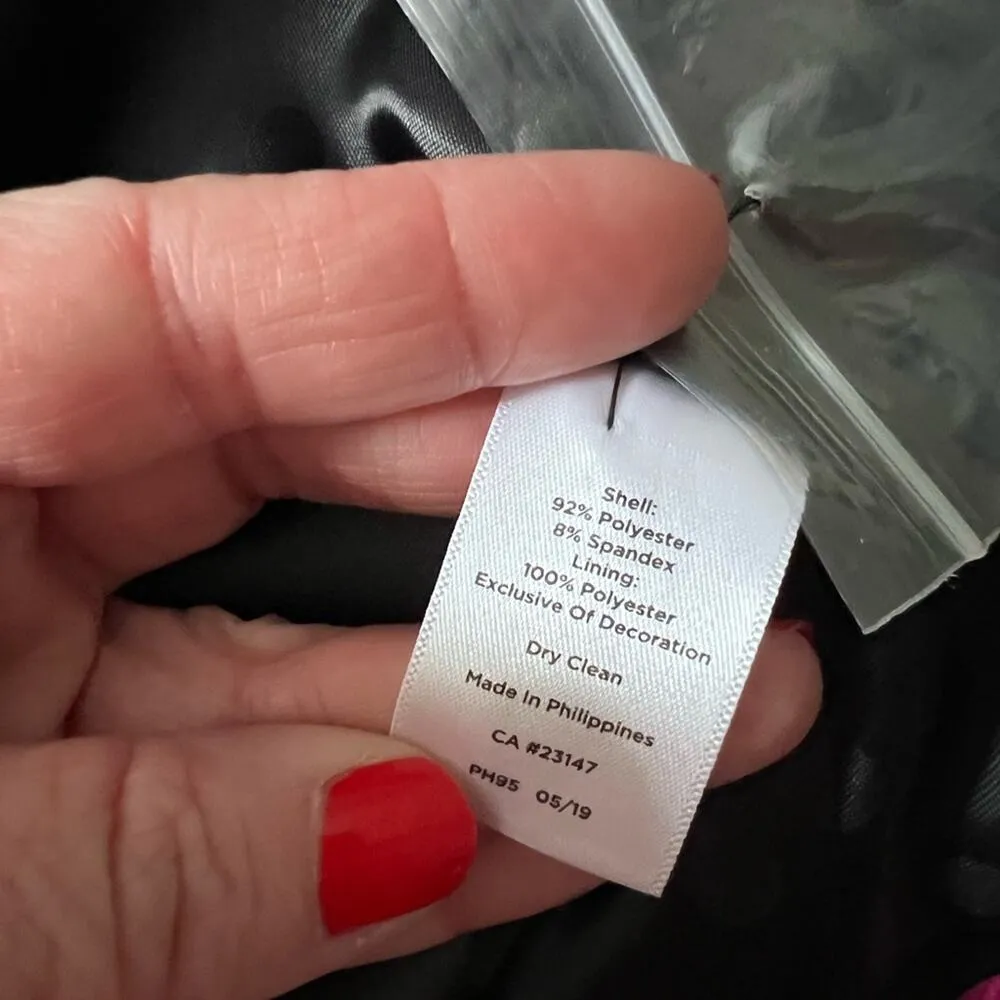 Shell:
92% Polyester
8% Spandex
Lining:
100% Polyester
Exclusive Of Decoration
Dry Clean
Made In Philippines
CA #23147
PH95 05/19